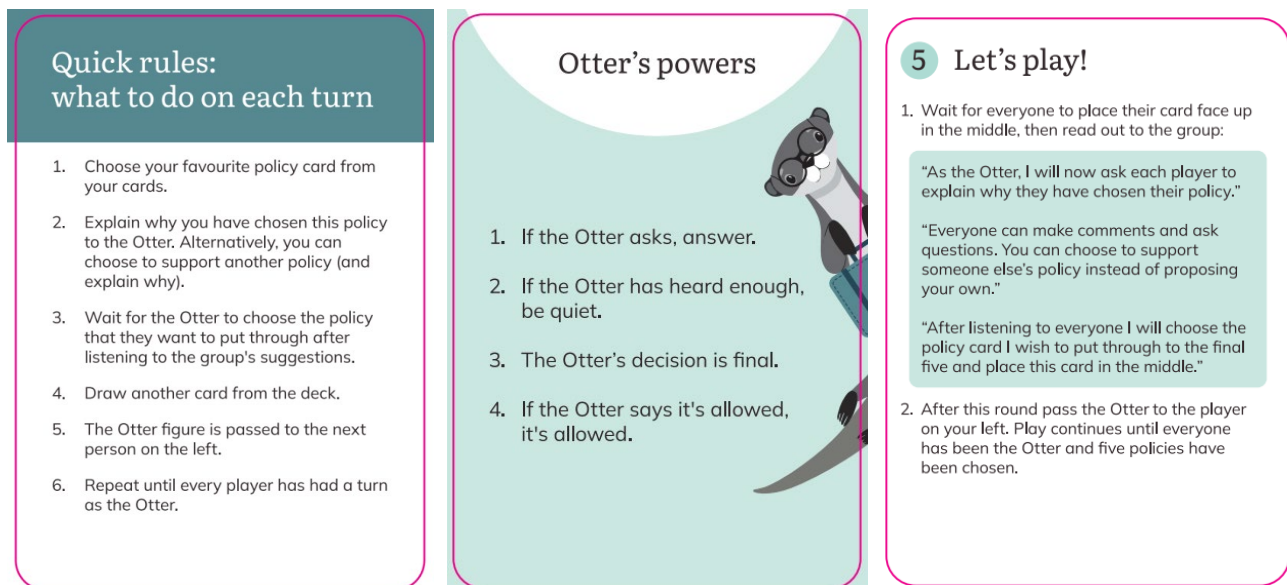 Quick rules:
what to do on each turn
1. Choose your favourite policy card from
your cards.
2. Explain why you have chosen this policy
to the Otter. Alternatively, you can
choose to support another policy (and
explain why).
3. Wait for the Otter to choose the policy
that they want to put through after
listening to the group's suggestions.
4. Draw another card from the deck.
5. The Otter figure is passed to the next
person on the left.
6. Repeat until every player has had a turn
as the Otter.
Otter’s powers
1. If the Otter asks, answer.
2. If the Otter has heard enough,
be quiet.
3. The Otter’s decision is final.
4. If the Otter says it's allowed,
it's allowed.
5 Let’s play!
1. Wait for everyone to place their card face up
in the middle, then read out to the group:
“As the Otter, I will now ask each player to
explain why they have chosen their policy.”
“Everyone can make comments and ask
questions. You can choose to support
someone else’s policy instead of proposing
your own.”
“After listening to everyone I will choose the
policy card I wish to put through to the final
five and place this card in the middle.”
2. After this round pass the Otter to the player
on your left. Play continues until everyone
has been the Otter and five policies have
been chosen.